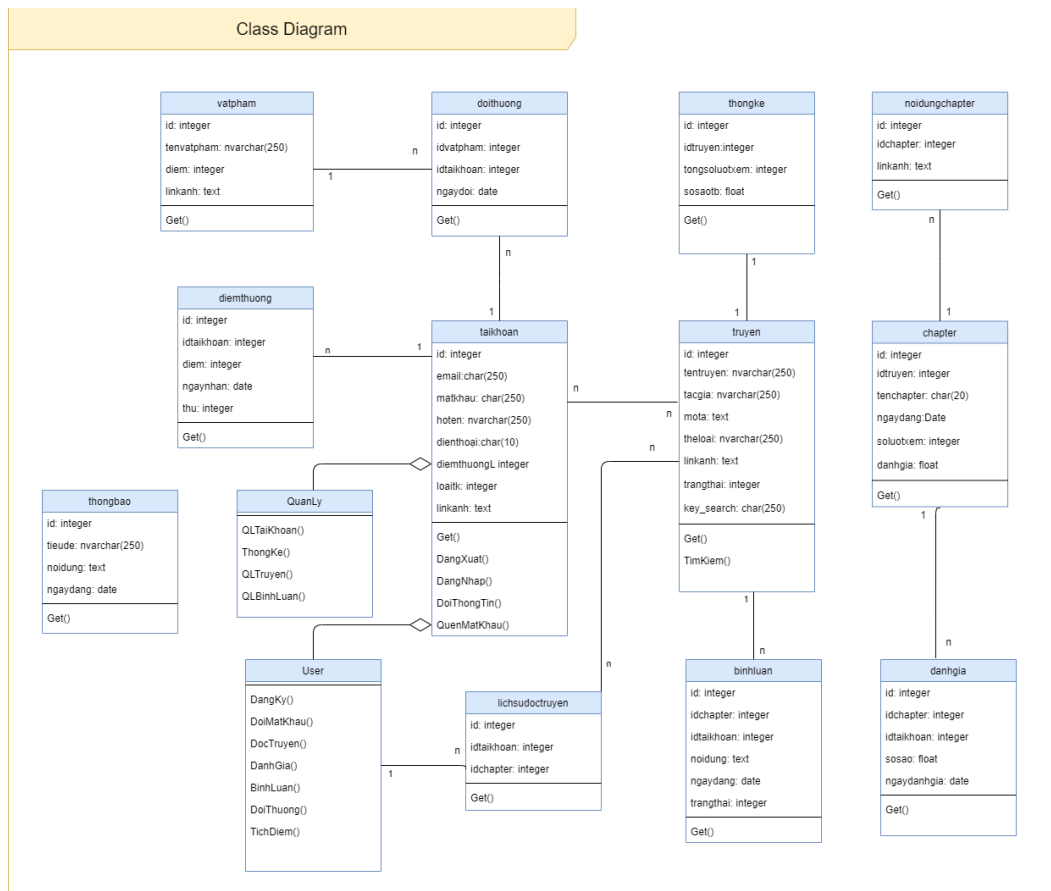 Class Diagram
vatpham
id: integer
tenvatpham: nvarchar(250)
diem: integer
linkanh: text
Get()
n
1
doithuong
id: integer
idvatpham: integer
idtaikhoan: integer
ngaydoi: date
Get()
n
1
thongke
id: integer
idtruyen:integer
tongsoluotxem: integer
sosaotb: float
Get()
1
1
noidungchapter
id: integer
idchapter: integer
linkanh: text
Get()
n
1
diemthuong
id: integer
idtaikhoan: integer
diem: integer
ngaynhan: date
thu: integer
Get()
n
1
taikhoan
id: integer
email:char(250)
matkhau: char(250)
hoten: nvarchar(250)
dienthoai:char(10)
diemthuongL integer
loaitk: integer
linkanh: text
Get()
DangXuat()
DangNhap()
DoiThongTin()
QuenMatKhau()
n
n
n
truyen
id: integer
tentruyen: nvarchar(250)
tacgia: nvarchar(250)
mota: text
theloai: nvarchar(250)
linkanh: text
trangthai: integer
key_search: char(250)
Get()
TimKiem()
1
n
chapter
id: integer
idtruyen: integer
tenchapter: char(20)
ngaydang:Date
soluotxem: integer
danhgia: float
Get()
1
n
thongbao
id: integer
tieude: nvarchar(250)
noidung: text
ngaydang: date
Get()
QuanLy
QLTaiKhoan()
ThongKe()
QLTruyen()
QLBinhLuan()
User
DangKy()
DoiMatKhau()
DocTruyen()
DanhGia()
BinhLuan()
DoiThuong()
TichDiem()
1
n
lichsudoctruyen
id: integer
idtaikhoan: integer
idchapter: integer
Get()
n
binhluan
id: integer
idchapter: integer
idtaikhoan: integer
noidung: text
ngaydang: date
trangthai: integer
Get()
danhgia
id: integer
idchapter: integer
idtaikhoan: integer
sosao: float
ngaydanhgia: date
Get()